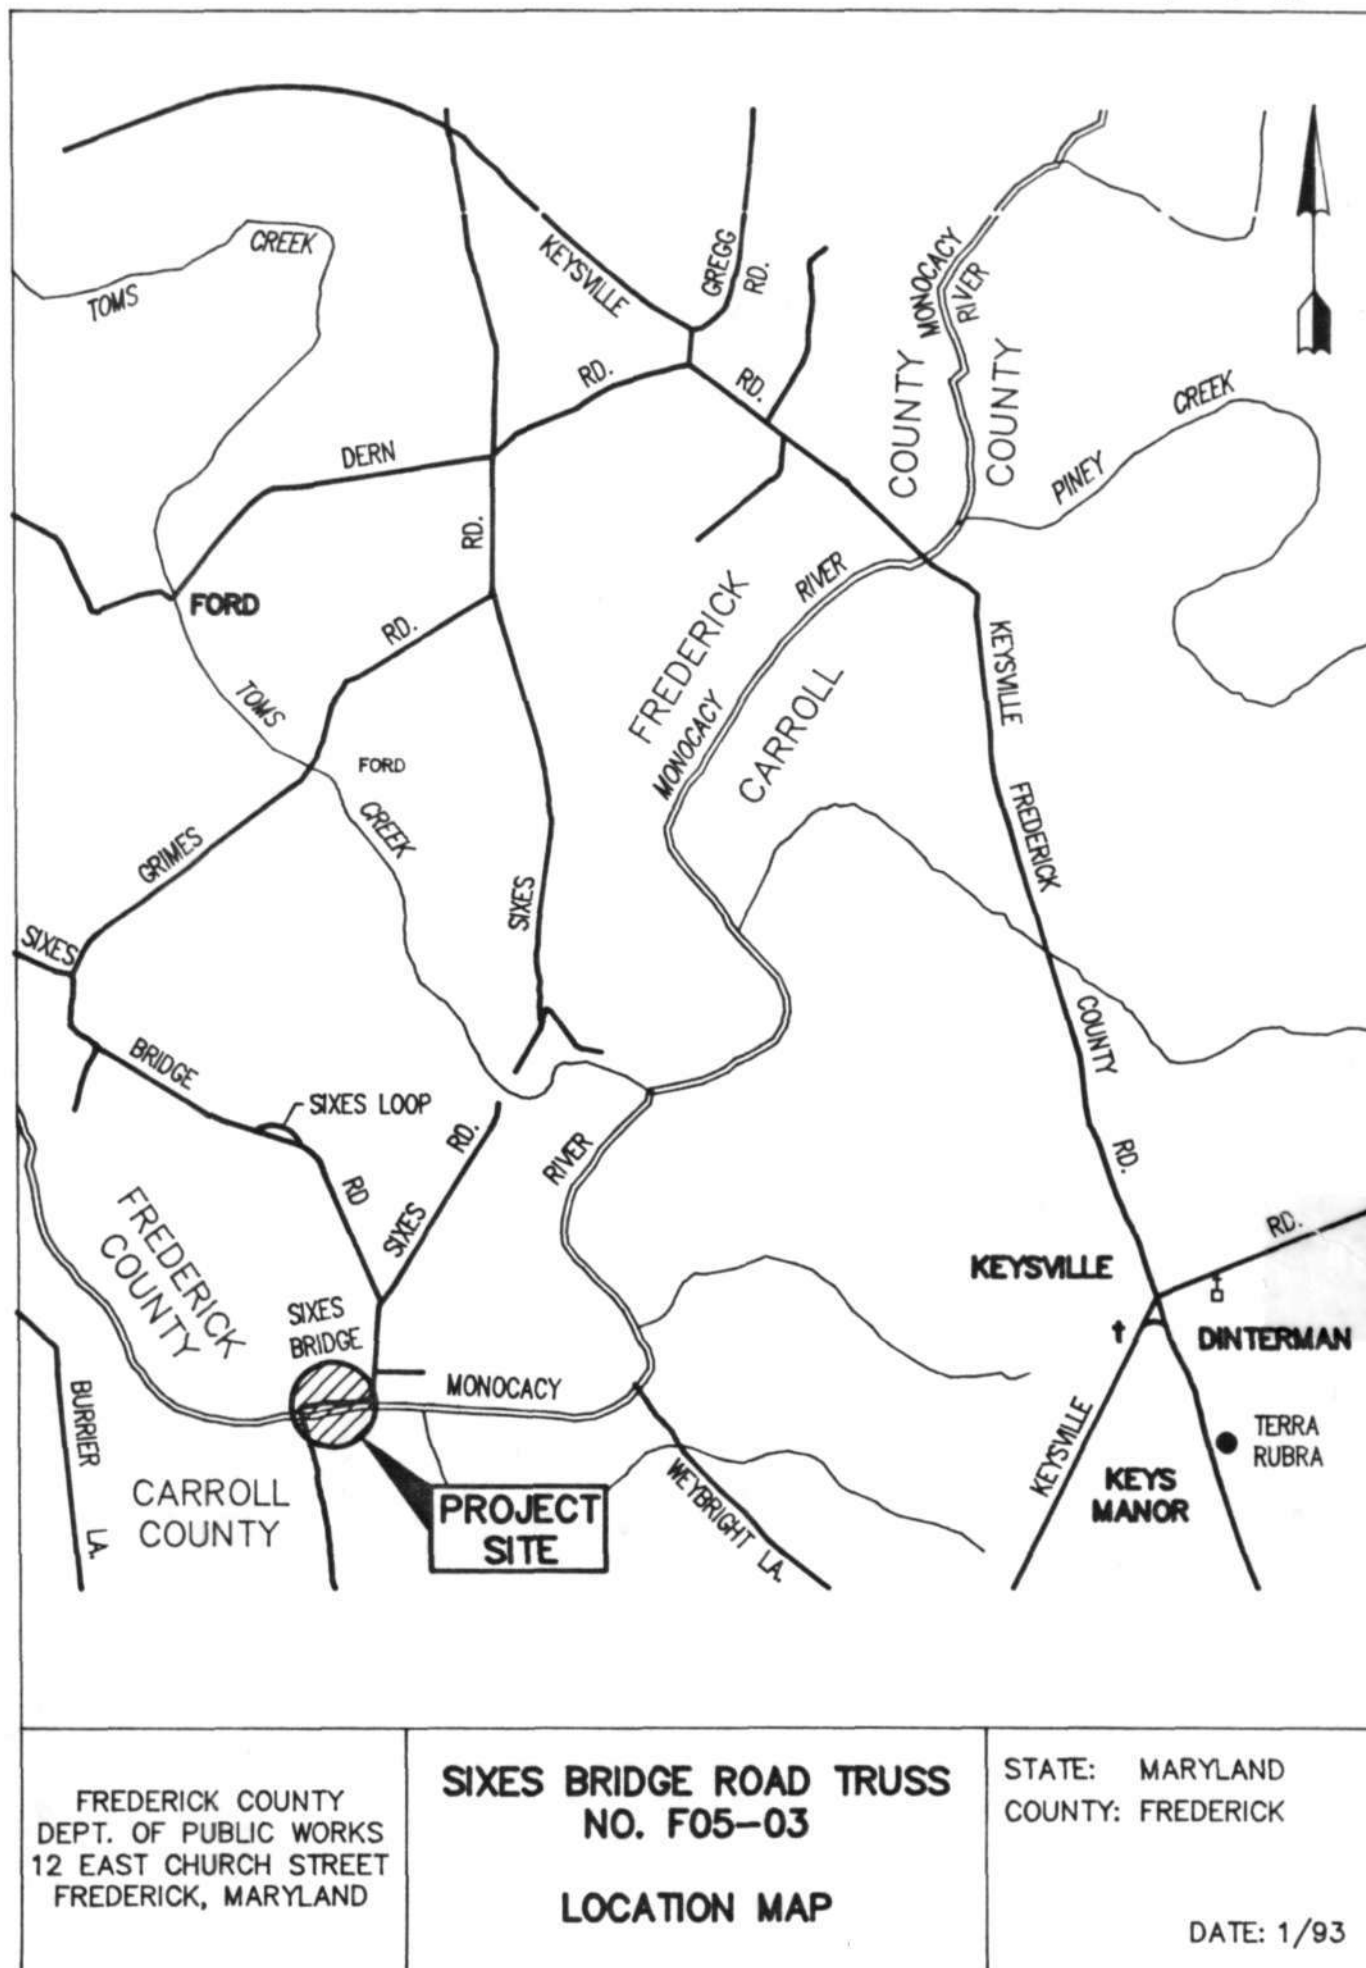 CREEK
TOMS
KEYSVILLE
GREGG
RD.
MONOCACY
RIVER
RD.
RD.
COUNTY
COUNTY
CREEK
PINEY
DERN
RD.
FORD
RD.
FREDERICK
RIVER
KEYSVILLE
TOMS
MONOCACY
CARROLL
FORD
CREEK
FREDERICK
GRIMES
SIXES
SIXES
COUNTY
BRIDGE
SIXES LOOP
RD.
RIVER
RD.
RD
FREDERICK
COUNTY
SIXES
RD.
KEYSVILLE
SIXES
BRIDGE
DINTERMAN
MONOCACY
BURRIER
LA.
KEYSVILLE
TERRA
RUBRA
WEYBRIGHT LA.
KEYS
MANOR
CARROLL
COUNTY
PROJECT
SITE
FREDERICK COUNTY
DEPT. OF PUBLIC WORKS
12 EAST CHURCH STREET
FREDERICK, MARYLAND
SIXES BRIDGE ROAD TRUSS
NO. F05-03
LOCATION MAP
STATE: MARYLAND
COUNTY: FREDERICK
DATE: 1/93